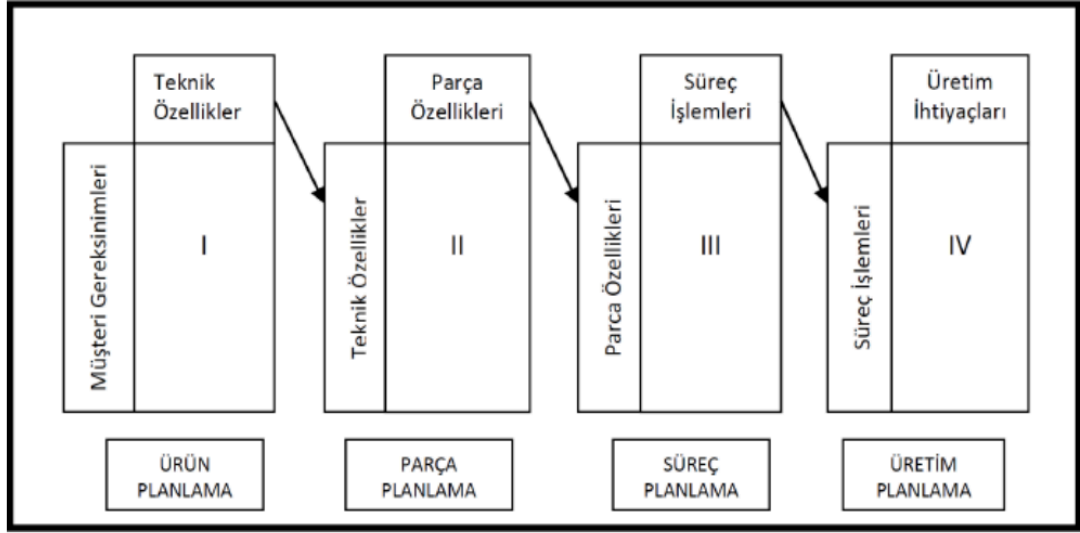 Teknik
Özellikler
Müşteri Gereksinimleri
I
ÜRÜN
PLANLAMA
Parça
Özellikleri
Teknik Özellikler
II
PARÇA
PLANLAMA
Süreç
İşlemleri
Parca Özellikleri
III
SÜREÇ
PLANLAMA
Üretim
İhtiyaçları
Süreç İşlemleri
IV
ÜRETİM
PLANLAMA